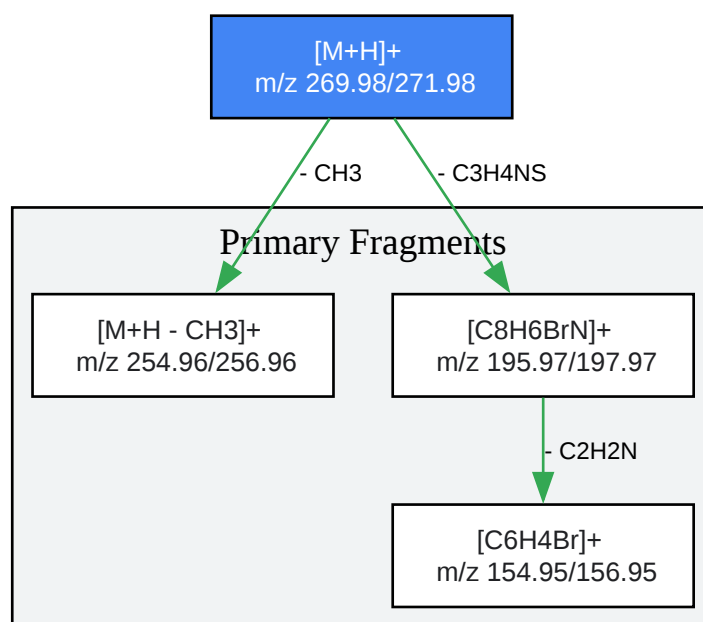 [M+H]+
m/z 269.98/271.98
- CH3
- C3H4NS
Primary Fragments
[M+H - CH3]+
m/z 254.96/256.96
[C8H6BrN]+
m/z 195.97/197.97
- C2H2N
[C6H4Br]+
m/z 154.95/156.95